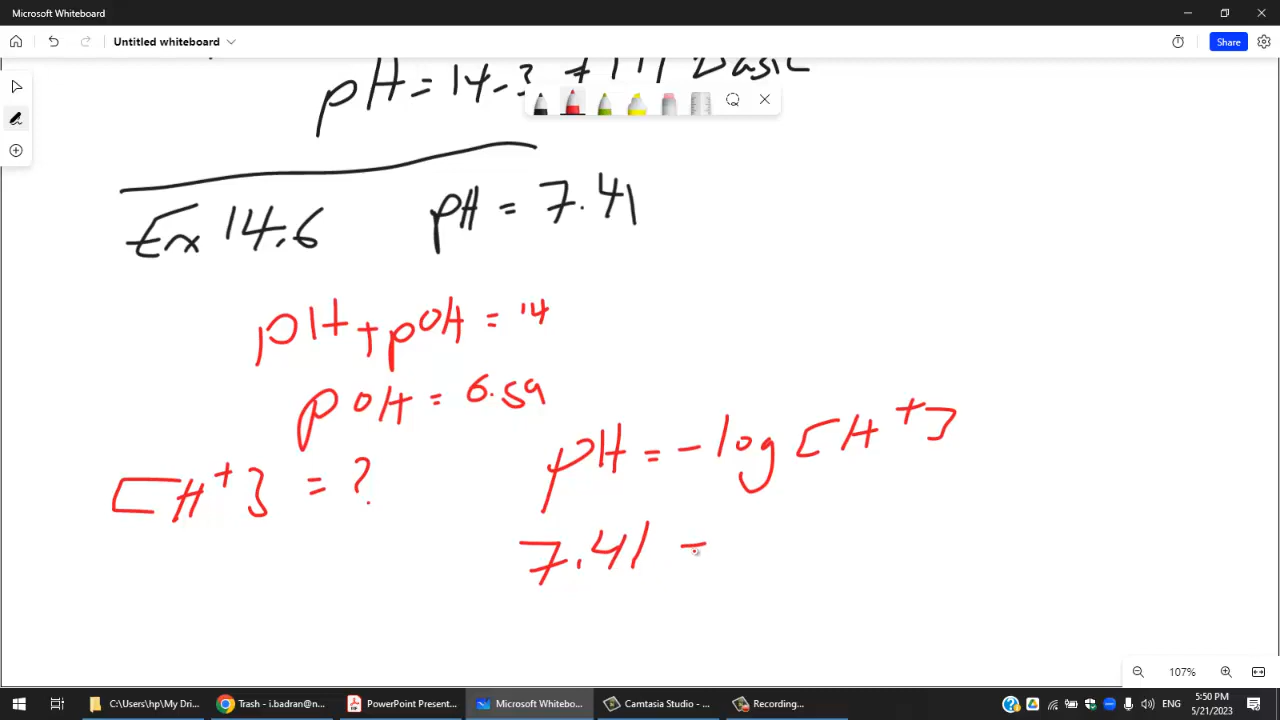 Microsoft Whiteboard
Untitled whiteboard
Share
pH = 14-3
Basic
Ex 14.6 pH = 7.41
pH + pOH = 14
pOH = 6.59
[H+] = ?
pH = -log [H+]
7.41 =
107%
C:\Users\hp\My Dri...
Trash - i.badran@n...
PowerPoint Present...
Microsoft Whiteboa...
Camtasia Studio - ...
Recording...
ENG
5:50 PM
5/21/2023